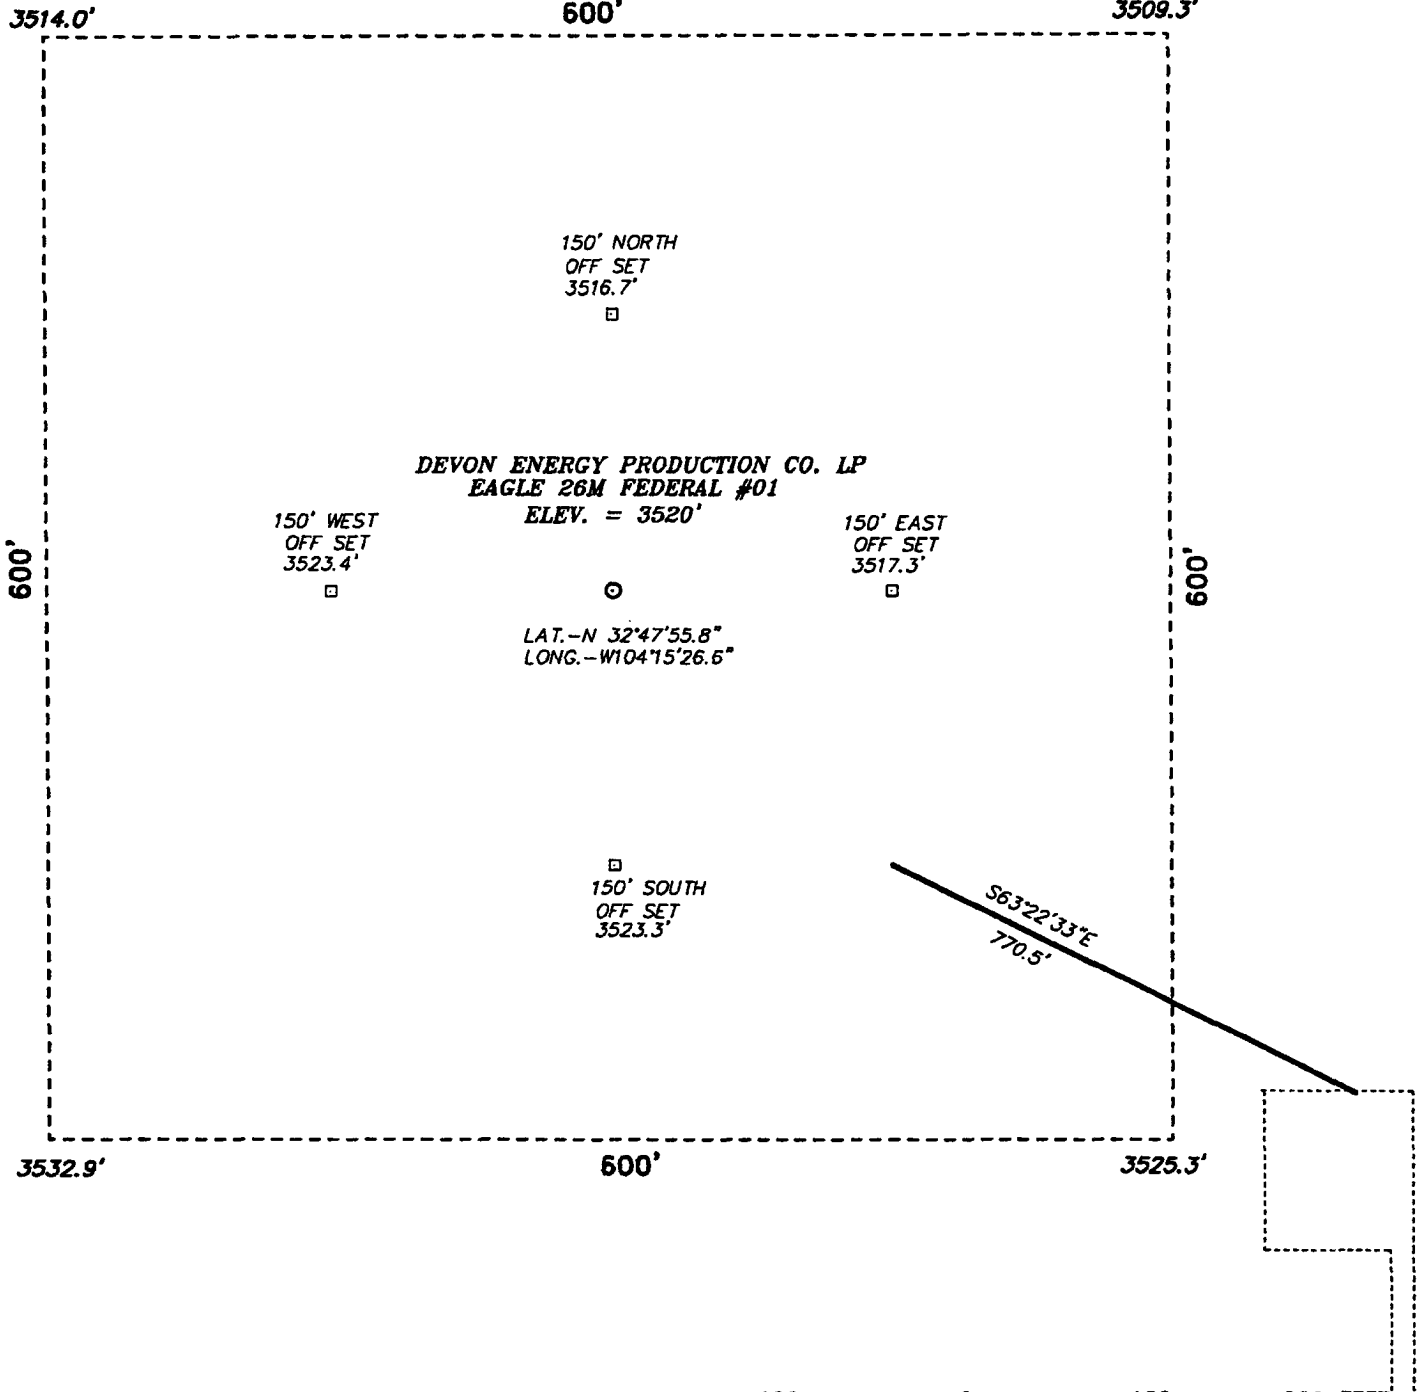 3514.0'
600'
3509.3'
150' NORTH
OFF SET
3516.7'
DEVON ENERGY PRODUCTION CO. LP
EAGLE 26M FEDERAL #01
ELEV. = 3520'
150' WEST
OFF SET
3523.4'
150' EAST
OFF SET
3517.3'
600'
600'
LAT.-N 32°47'55.8"
LONG.-W104°15'26.6"
150' SOUTH
OFF SET
3523.3'
S63°22'33"E
770.5'
3532.9'
600'
3525.3'